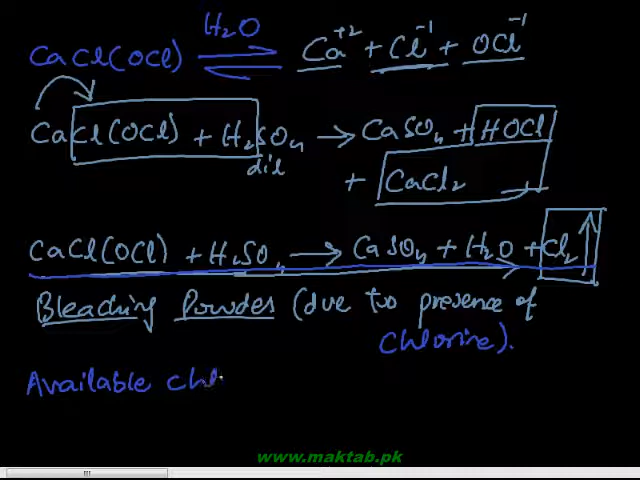 H₂O
CaCl(OCl) ⇌ Ca⁺² + Cl⁻¹ + OCl⁻¹
CaCl(OCl) + H₂SO₄ → CaSO₄ + HOCl
dil
+ CaCl₂
CaCl(OCl) + H₂SO₄ → CaSO₄ + H₂O + Cl₂ ↑
Bleaching Powder (due to presence of
Chlorine).
Available chl
www.maktab.pk